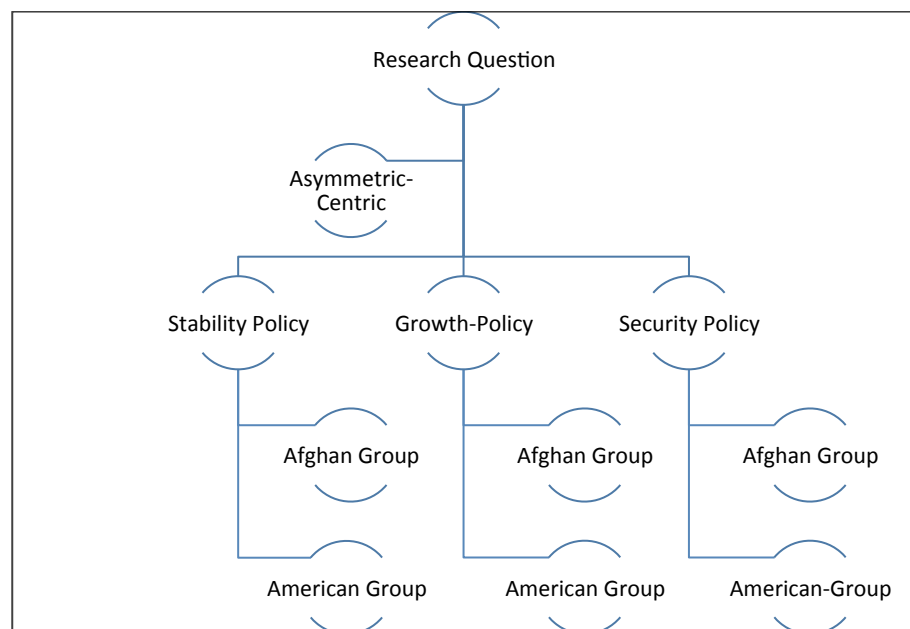 Research Question
Asymmetric-
Centric
Stability Policy
Growth-Policy
Security Policy
Afghan Group
Afghan Group
Afghan Group
American Group
American Group
American-Group